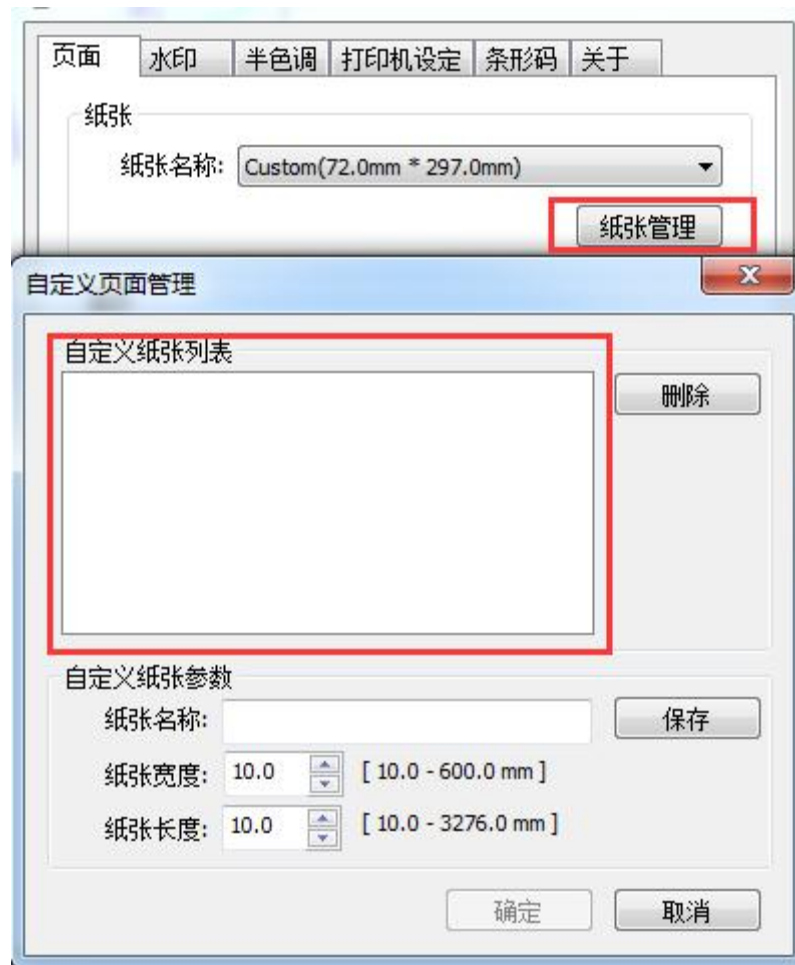 页面 水印 半色调 打印机设定 条形码 关于
纸张
纸张名称: Custom(72.0mm * 297.0mm)
纸张管理
自定义页面管理
自定义纸张列表
删除
自定义纸张参数
纸张名称: 保存
纸张宽度: 10.0 [ 10.0 - 600.0 mm ]
纸张长度: 10.0 [ 10.0 - 3276.0 mm ]
确定 取消